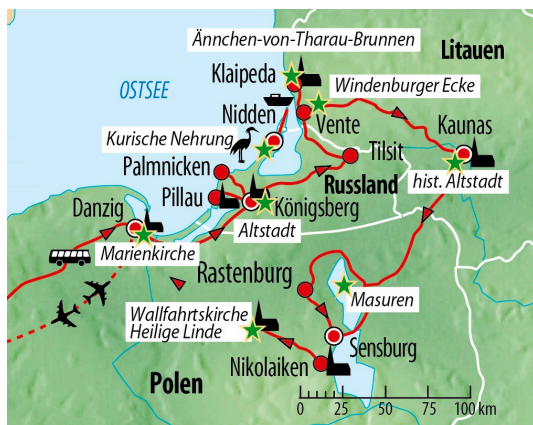 Ännchen-von-Tharau-Brunnen
Litauen
Klaipeda
OSTSEE
Windenburger Ecke
Nidden
Vente
Kaunas
Kurische Nehrung
Tilsit
Palmnicken
Russland
hist. Altstadt
Pillau
Danzig
Königsberg
Altstadt
Marienkirche
Rastenburg
Masuren
Wallfahrtskirche
Heilige Linde
Sensburg
Nikolaiken
Polen
0 25 50 75 100 km